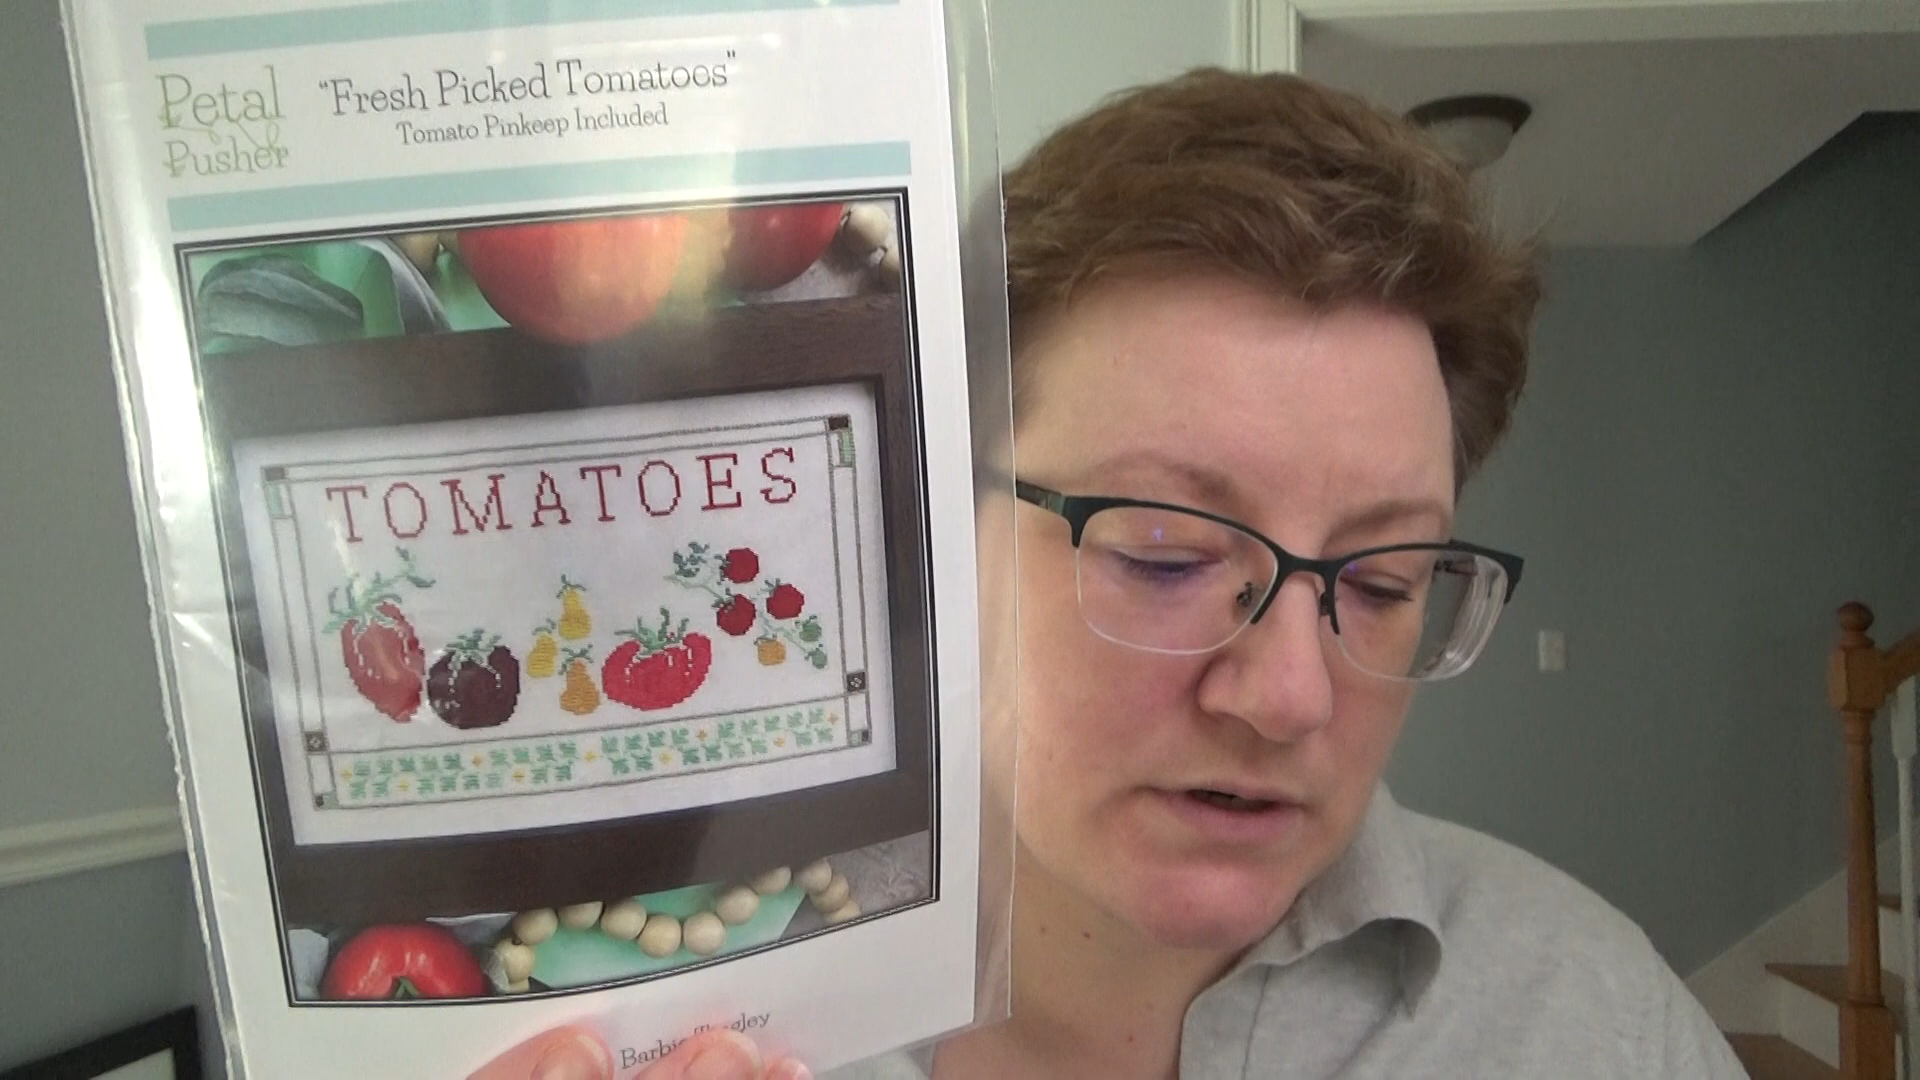 Petal
Pusher
"Fresh Picked Tomatoes"
Tomato Pinkeep Included
TOMATOES